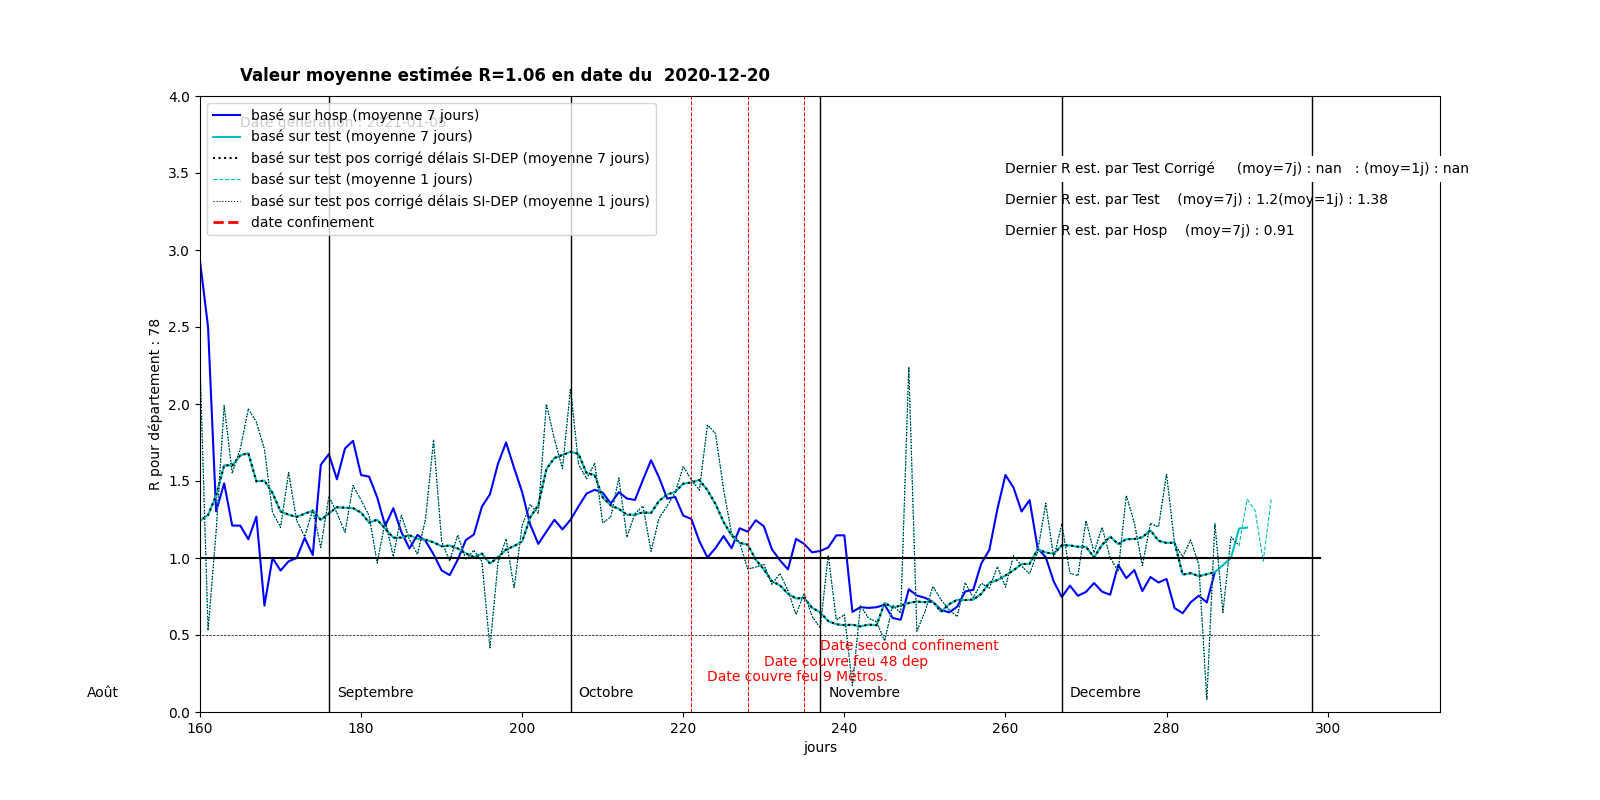 Valeur moyenne estimée R=1.06 en date du  2020-12-20
4.0
3.5
3.0
2.5
2.0
1.5
1.0
0.5
0.0
R pour département : 78
basé sur hosp (moyenne 7 jours)
Date génération : 2021-01-05
basé sur test (moyenne 7 jours)
basé sur test pos corrigé délais SI-DEP (moyenne 7 jours)
basé sur test (moyenne 1 jours)
basé sur test pos corrigé délais SI-DEP (moyenne 1 jours)
date confinement
Dernier R est. par Test Corrigé     (moy=7j) : nan   : (moy=1j) : nan
Dernier R est. par Test    (moy=7j) : 1.2(moy=1j) : 1.38
Dernier R est. par Hosp    (moy=7j) : 0.91
Date second confinement
Date couvre feu 48 dep
Date couvre feu 9 Métros.
Août
Septembre
Octobre
Novembre
Decembre
160
180
200
220
240
260
280
300
jours